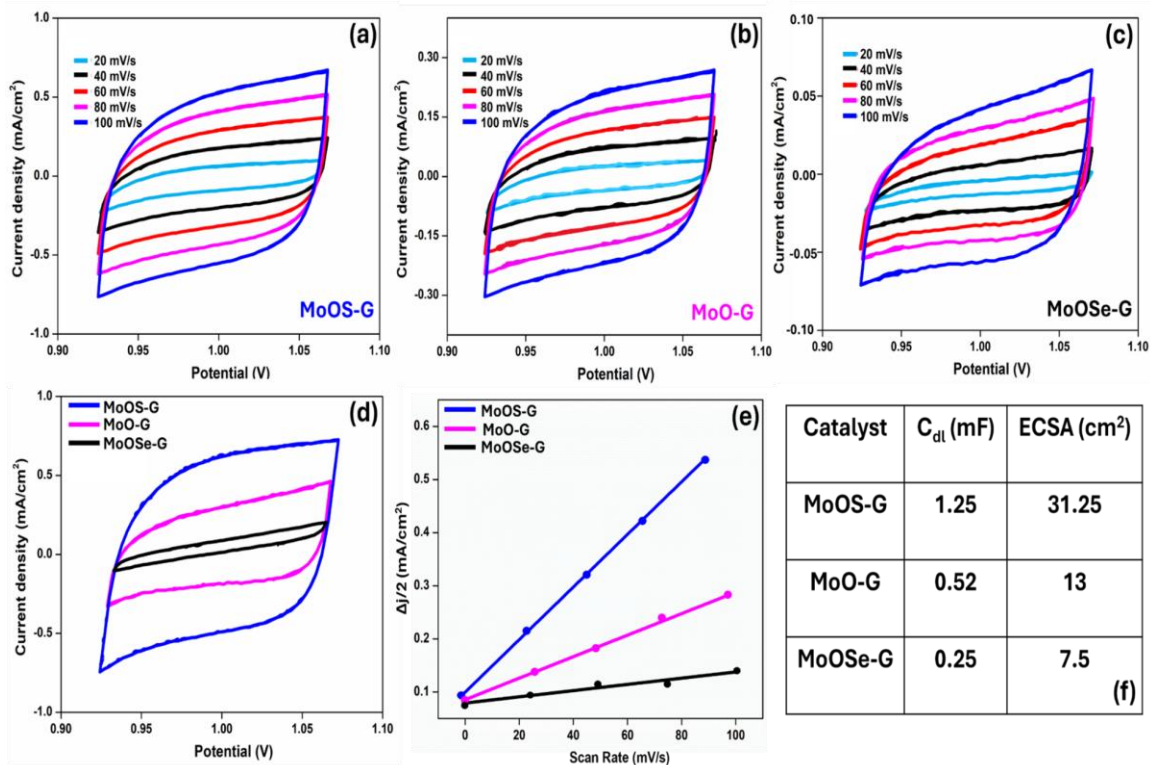 (a)
20 mV/s
40 mV/s
60 mV/s
80 mV/s
100 mV/s
MoOS-G
1.0
0.5
0.0
-0.5
-1.0
0.90
0.95
1.00
1.05
1.10
Current density (mA/cm²)
Potential (V)
(b)
20 mV/s
40 mV/s
60 mV/s
80 mV/s
100 mV/s
MoO-G
0.30
0.15
0.00
-0.15
-0.30
0.90
0.95
1.00
1.05
1.10
Current density (mA/cm²)
Potential (V)
(c)
20 mV/s
40 mV/s
60 mV/s
80 mV/s
100 mV/s
MoOSe-G
0.10
0.05
0.00
-0.05
-0.10
0.90
0.95
1.00
1.05
1.10
Current density (mA/cm²)
Potential (V)
(d)
MoOS-G
MoO-G
MoOSe-G
1.0
0.5
0.0
-0.5
-1.0
0.90
0.95
1.00
1.05
1.10
Current density (mA/cm²)
Potential (V)
(e)
MoOS-G
MoO-G
MoOSe-G
0.6
0.5
0.4
0.3
0.2
0.1
0
20
40
60
80
100
Δj/2 (mA/cm²)
Scan Rate (mV/s)
Catalyst Cdl (mF) ECSA (cm²)
MoOS-G 1.25 31.25
MoO-G 0.52 13
MoOSe-G 0.25 7.5
(f)